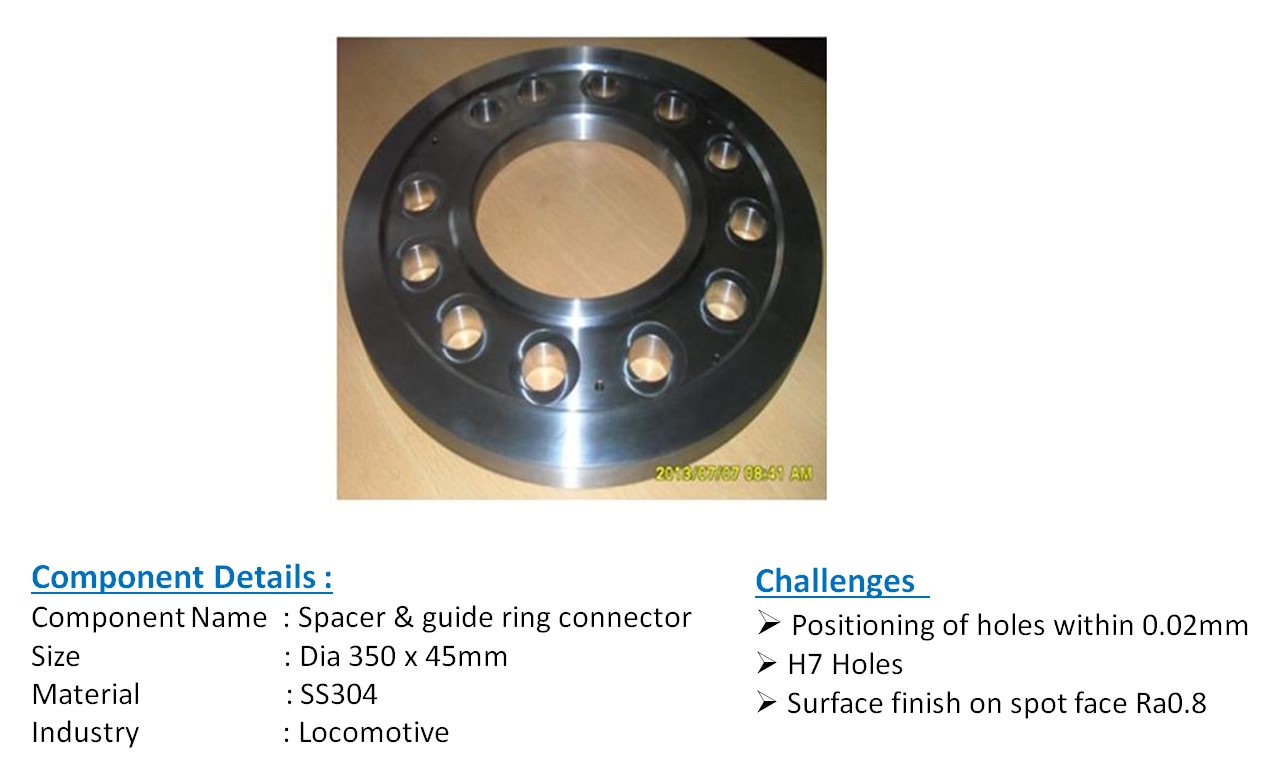 2013/07/07 08:41 AM
Component Details :
Component Name : Spacer & guide ring connector
Size : Dia 350 x 45mm
Material : SS304
Industry : Locomotive
Challenges
➢ Positioning of holes within 0.02mm
➢ H7 Holes
➢ Surface finish on spot face Ra0.8